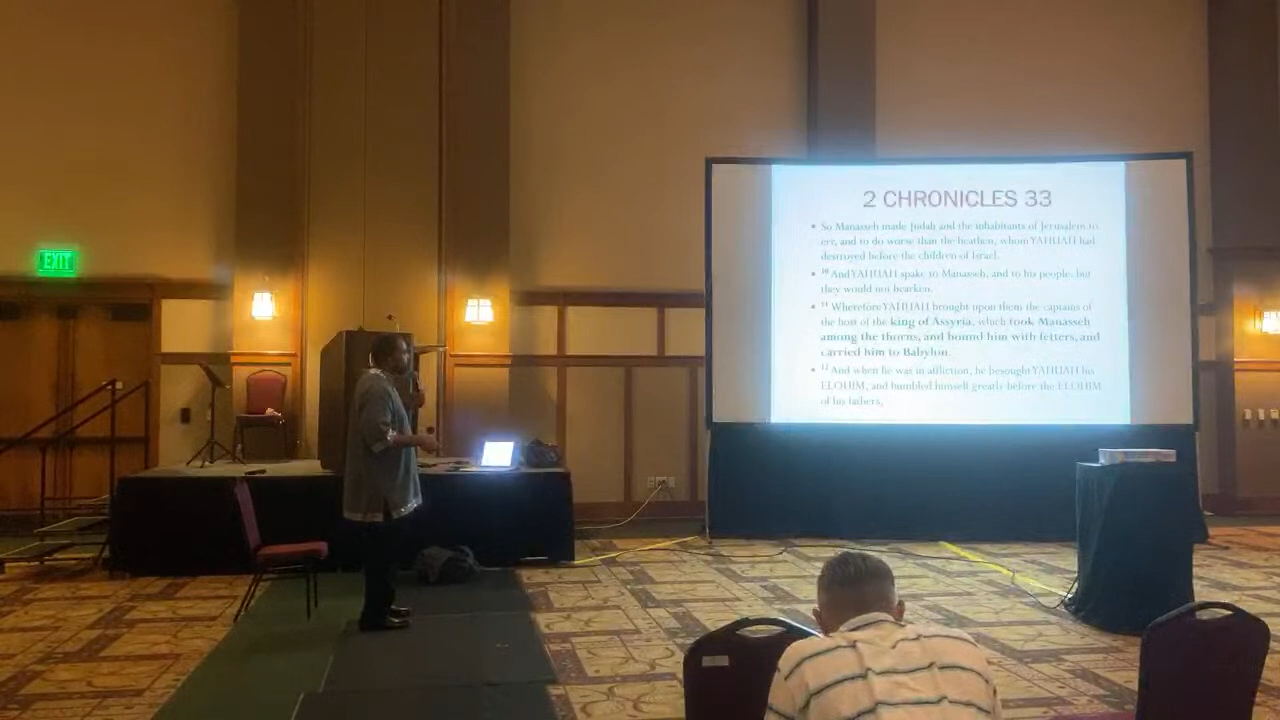 EXIT
2 CHRONICLES 33
• So Manasseh made Judah and the inhabitants of Jerusalem to
err, and to do worse than the heathen, whom YAHUAH had
destroyed before the children of Israel.
• 10 And YAHUAH spake to Manasseh, and to his people: but
they would not hearken.
• 11 Wherefore YAHUAH brought upon them the captains of
the host of the king of Assyria, which took Manasseh
among the thorns, and bound him with fetters, and
carried him to Babylon.
• 12 And when he was in affliction, he besought YAHUAH his
ELOHIM, and humbled himself greatly before the ELOHIM
of his fathers,